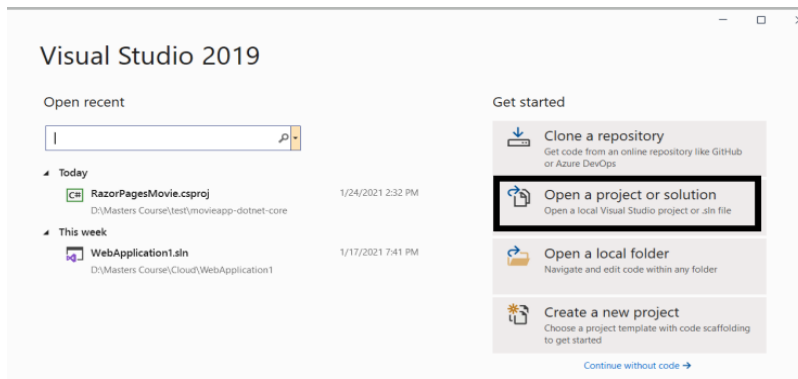 Visual Studio 2019
Open recent
Today
RazorPagesMovie.csproj 1/24/2021 2:32 PM
D:\Masters Course\test\movieapp-dotnet-core
This week
WebApplication1.sln 1/17/2021 7:41 PM
D:\Masters Course\Cloud\WebApplication1
Get started
Clone a repository
Get code from an online repository like GitHub
or Azure DevOps
Open a project or solution
Open a local Visual Studio project or .sln file
Open a local folder
Navigate and edit code within any folder
Create a new project
Choose a project template with code scaffolding
to get started
Continue without code →